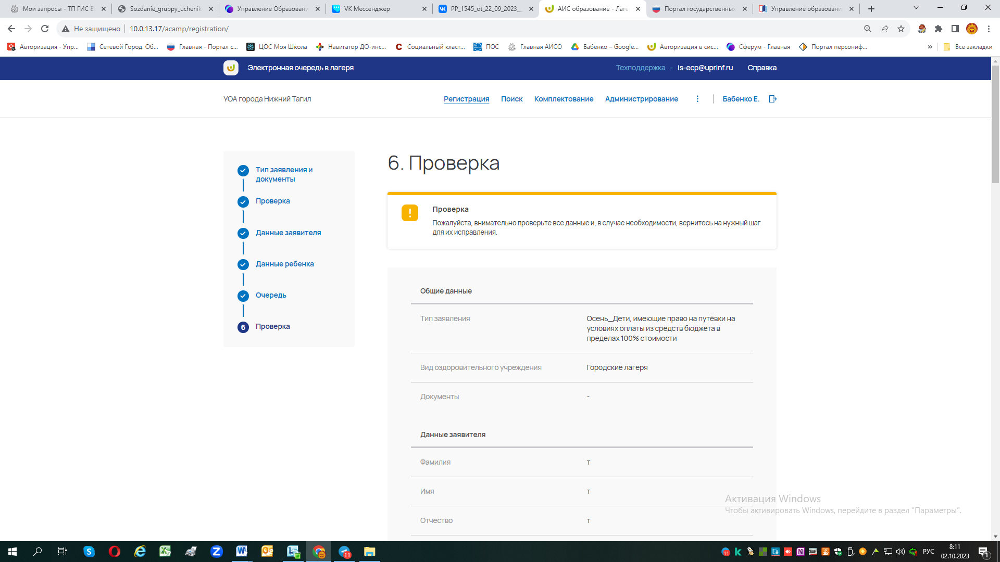 Мои запросы - ТП ГИС Е
Sozdanie_gruppy_uchenik
Управление Образовани
VK Мессенджер
PP_1545_ot_22_09_2023_
АИС образование - Лаге
Портал государственных
Управление образовани
Не защищено
10.0.13.17/acamp/registration/
Авторизация - Упр...
Сетевой Город. Об...
Главная - Портал с...
ЦОС Моя Школа
Навигатор ДО-инс...
Социальный класт...
ПОС
Главная АИСО
Бабенко – Google...
Авторизация в сис...
Сферум - Главная
Портал персониф...
»
Все закладки
Электронная очередь в лагеря
Техподдержка - is-ecp@uprinf.ru
Справка
УОА города Нижний Тагил
Регистрация
Поиск
Комплектование
Администрирование
Бабенко Е.
Тип заявления и
документы
Проверка
Данные заявителя
Данные ребенка
Очередь
6 Проверка
6. Проверка
Проверка
Пожалуйста, внимательно проверьте все данные и, в случае необходимости, вернитесь на нужный шаг
для их исправления.
Общие данные
Тип заявления
Осень_Дети, имеющие право на путёвки на
условиях оплаты из средств бюджета в
пределах 100% стоимости
Вид оздоровительного учреждения
Городские лагеря
Документы
-
Данные заявителя
Фамилия
т
Имя
т
Отчество
т
Активация Windows
Чтобы активировать Windows, перейдите в раздел "Параметры".
11
РУС
8:11
02.10.2023
1